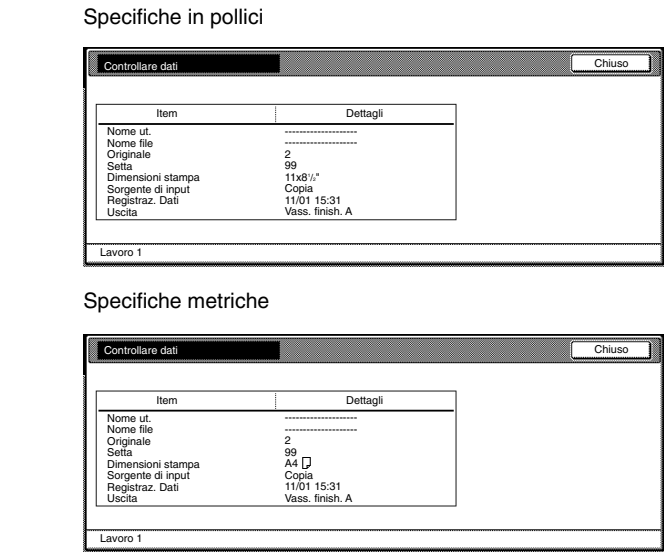 Specifiche in pollici
Controllare dati Chiuso
Item Dettagli
Nome ut. --------------------
Nome file --------------------
Originale 2
Setta 99
Dimensioni stampa 11x8½"
Sorgente di input Copia
Registraz. Dati 11/01 15:31
Uscita Vass. finish. A
Lavoro 1
Specifiche metriche
Controllare dati Chiuso
Item Dettagli
Nome ut. --------------------
Nome file --------------------
Originale 2
Setta 99
Dimensioni stampa A4
Sorgente di input Copia
Registraz. Dati 11/01 15:31
Uscita Vass. finish. A
Lavoro 1